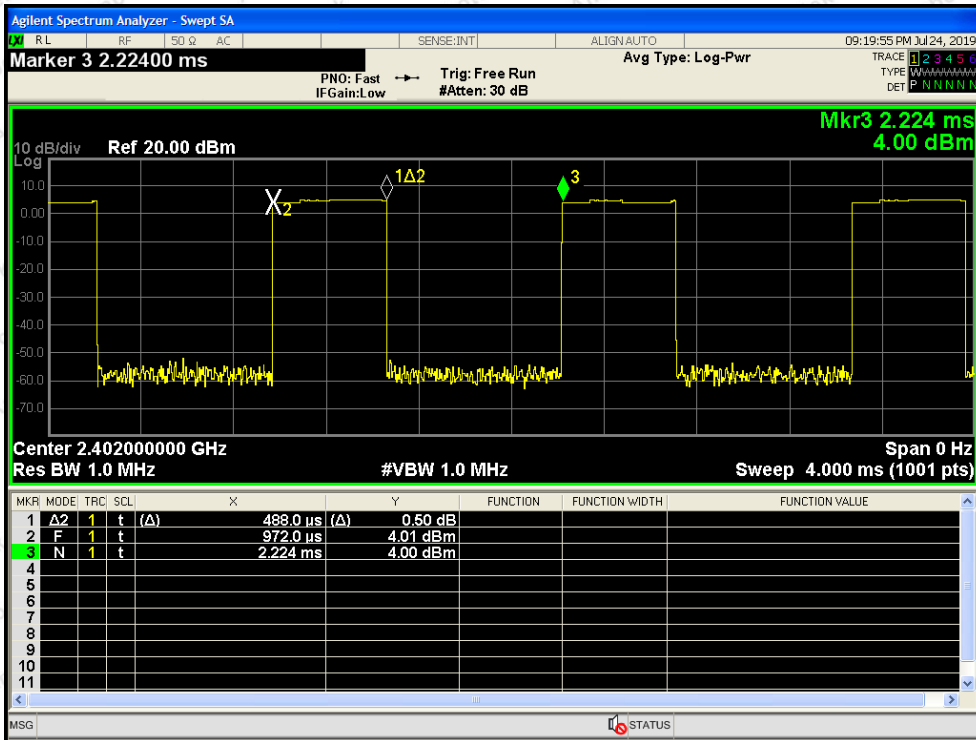 Agilent Spectrum Analyzer - Swept SA
LXI RL RF 50 Ω AC SENSE:INT ALIGN AUTO 09:19:55 PM Jul 24, 2019
Marker 3 2.22400 ms
PNO: Fast
IFGain:Low
Trig: Free Run
#Atten: 30 dB
Avg Type: Log-Pwr
TRACE 1 2 3 4 5 6
TYPE WWWWWW
DET P N N N N N
Mkr3 2.224 ms
4.00 dBm
10 dB/div Ref 20.00 dBm
Log
10.0
0.00
-10.0
-20.0
-30.0
-40.0
-50.0
-60.0
-70.0
X2
1Δ2
3
Center 2.402000000 GHz Span 0 Hz
Res BW 1.0 MHz #VBW 1.0 MHz Sweep 4.000 ms (1001 pts)
MKR MODE TRC SCL X Y FUNCTION FUNCTION WIDTH FUNCTION VALUE
1 Δ2 1 t (Δ) 488.0 µs (Δ) 0.50 dB
2 F 1 t 972.0 µs 4.01 dBm
3 N 1 t 2.224 ms 4.00 dBm
4
5
6
7
8
9
10
11
MSG STATUS